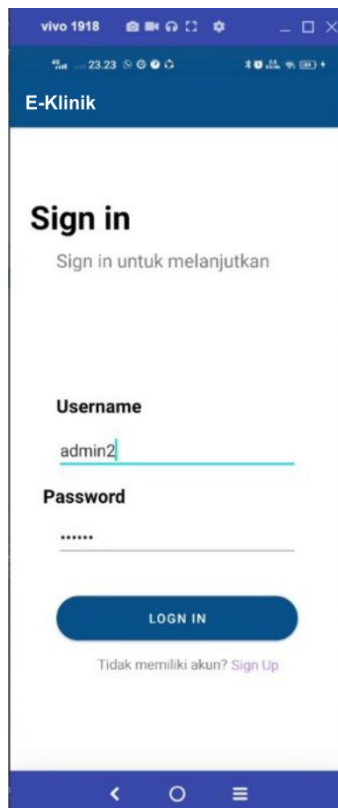 vivo 1918
23.23
E-Klinik
Sign in
Sign in untuk melanjutkan
Username
admin2
Password
••••••
LOGN IN
Tidak memiliki akun? Sign Up